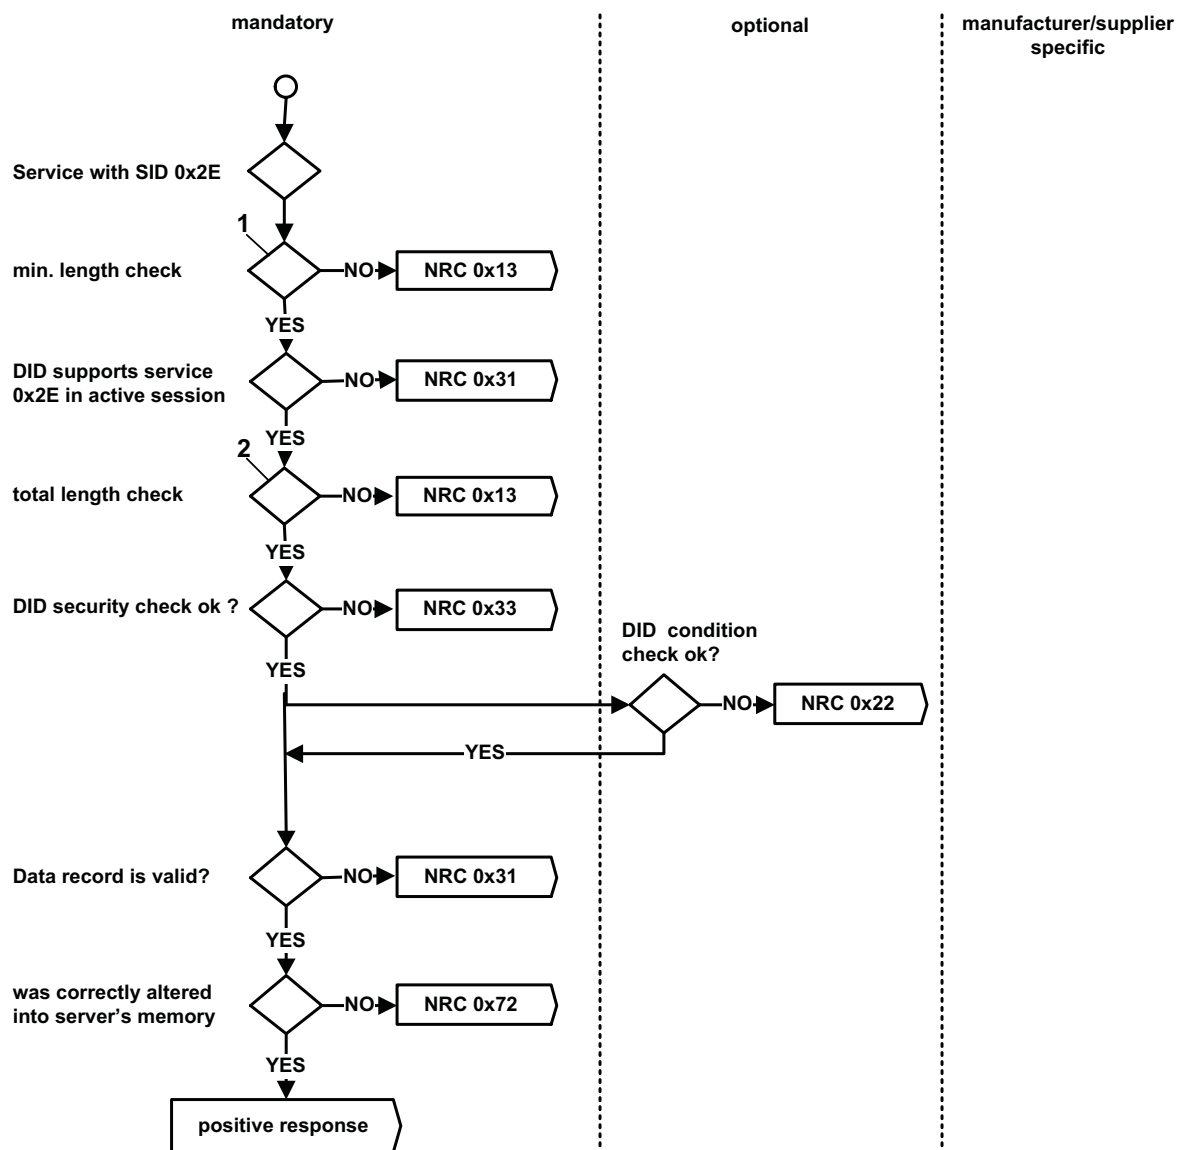 mandatory
optional
manufacturer/supplier
specific
Service with SID 0x2E
1
min. length check
NO
NRC 0x13
YES
DID supports service
0x2E in active session
NO
NRC 0x31
YES
2
total length check
NO
NRC 0x13
YES
DID security check ok ?
NO
NRC 0x33
YES
DID condition
check ok?
NO
NRC 0x22
YES
Data record is valid?
NO
NRC 0x31
YES
was correctly altered
into server's memory
NO
NRC 0x72
YES
positive response